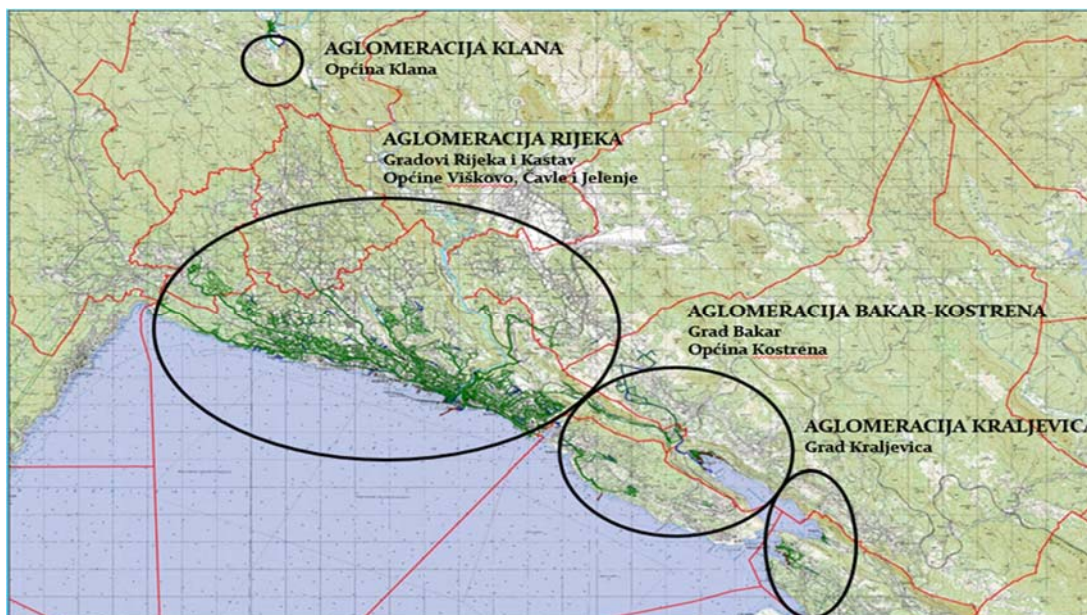 AGLOMERACIJA KLANA
Općina Klana
AGLOMERACIJA RIJEKA
Gradovi Rijeka i Kastav
Općine Viškovo, Čavle i Jelenje
AGLOMERACIJA BAKAR-KOSTRENA
Grad Bakar
Općina Kostrena
AGLOMERACIJA KRALJEVICA
Grad Kraljevica